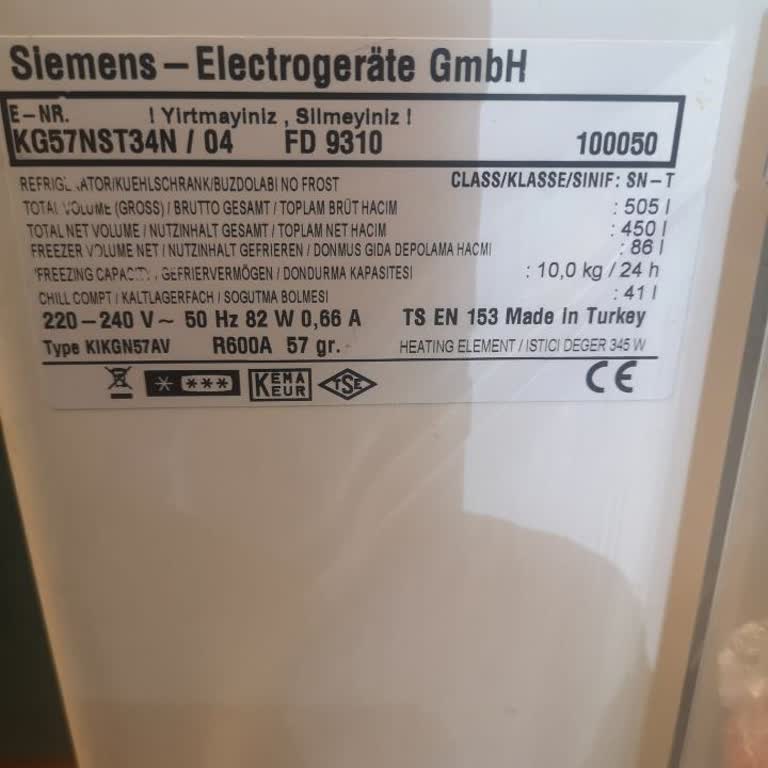 Siemens - Electrogeräte GmbH
E-NR. ! Yirtmayiniz , Silmeyiniz !
KG57NST34N / 04 FD 9310 100050
REFRIGERATOR/KUEHLSCHRANK/BUZDOLABI NO FROST CLASS/KLASSE/SINIF: SN-T
TOTAL VOLUME (GROSS) / BRUTTO GESAMT / TOPLAM BRÜT HACIM : 505 l
TOTAL NET VOLUME / NUTZINHALT GESAMT / TOPLAM NET HACIM : 450 l
FREEZER VOLUME NET / NUTZINHALT GEFRIEREN / DONMUS GIDA DEPOLAMA HACMI : 86 l
FREEZING CAPACITY / GEFRIERVERMÖGEN / DONDURMA KAPASITESI : 10,0 kg / 24 h
CHILL COMPT / KALTLAGERFACH / SOGUTMA BOLMESI : 41 l
220-240 V~ 50 Hz 82 W 0,66 A TS EN 153 Made in Turkey
Type KIKGN57AV R600A 57 gr. HEATING ELEMENT / ISTICI DEGER 345 W
KEMA
KEUR
TSE
CE